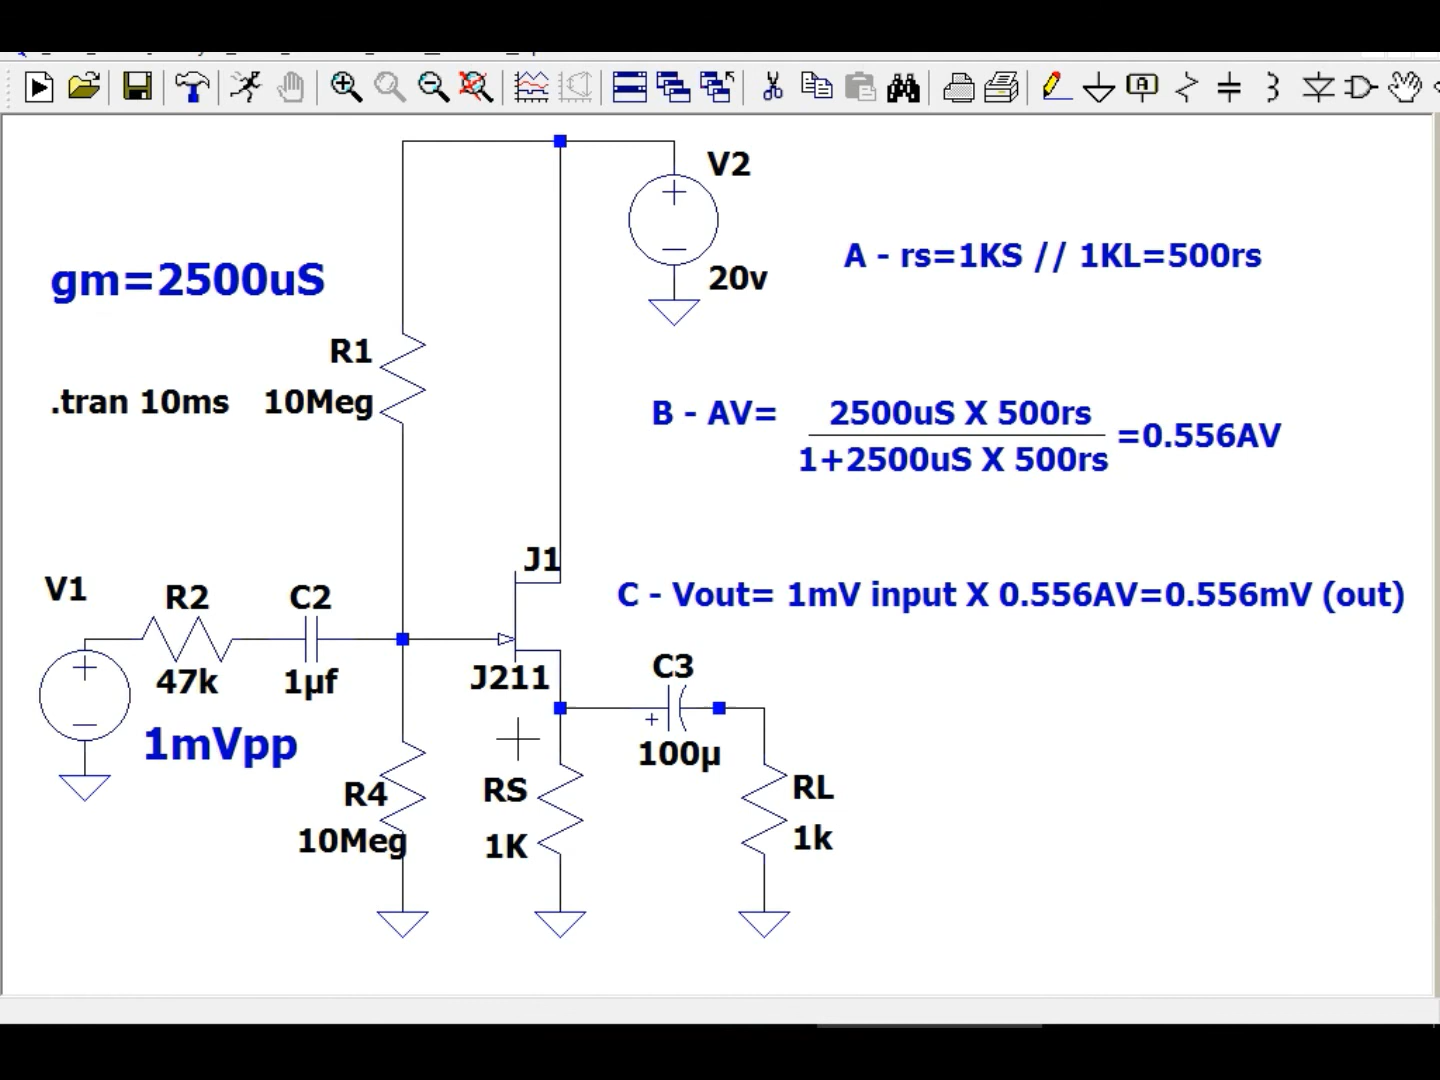 V2
20v
A - rs=1KS // 1KL=500rs
gm=2500uS
R1
10Meg
.tran 10ms
B - AV=
2500uS X 500rs
1+2500uS X 500rs
=0.556AV
J1
V1
R2
C2
C - Vout= 1mV input X 0.556AV=0.556mV (out)
47k
1µf
J211
C3
+
100µ
1mVpp
R4
10Meg
RS
1K
RL
1k